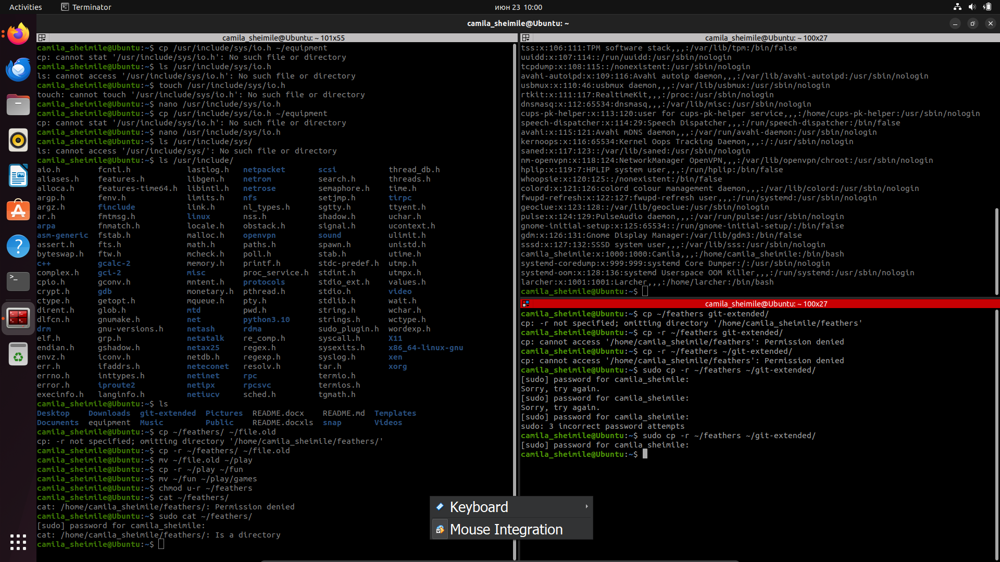 Activities
Terminator
июн 23 10:00
camila_sheimile@Ubuntu: ~
camila_sheimile@Ubuntu: ~ 101x55
camila_sheimile@Ubuntu:~$ cp /usr/include/sys/io.h ~/equipment
cp: cannot stat '/usr/include/sys/io.h': No such file or directory
camila_sheimile@Ubuntu:~$ ls /usr/include/sys/io.h
ls: cannot access '/usr/include/sys/io.h': No such file or directory
camila_sheimile@Ubuntu:~$ touch /usr/include/sys/io.h
touch: cannot touch '/usr/include/sys/io.h': No such file or directory
camila_sheimile@Ubuntu:~$ nano /usr/include/sys/io.h
camila_sheimile@Ubuntu:~$ cp /usr/include/sys/io.h ~/equipment
cp: cannot stat '/usr/include/sys/io.h': No such file or directory
camila_sheimile@Ubuntu:~$ nano /usr/include/sys/io.h
camila_sheimile@Ubuntu:~$ ls /usr/include/sys/
ls: cannot access '/usr/include/sys/': No such file or directory
camila_sheimile@Ubuntu:~$ ls /usr/include/
aio.h fcntl.h lastlog.h netpacket scsi thread_db.h
aliases.h features.h libgen.h netrom search.h threads.h
alloca.h features-time64.h libintl.h netrose semaphore.h time.h
argp.h fenv.h limits.h nfs setjmp.h tirpc
argz.h finclude link.h nl_types.h sgtty.h ttyent.h
ar.h fmtmsg.h linux nss.h shadow.h uchar.h
arpa fnmatch.h locale.h obstack.h signal.h ucontext.h
asm-generic fstab.h malloc.h openvpn sound ulimit.h
assert.h fts.h math.h paths.h spawn.h unistd.h
byteswap.h ftw.h mcheck.h poll.h stab.h utime.h
c++ gcalc-2 memory.h printf.h stdc-predef.h utmp.h
complex.h gci-2 misc proc_service.h stdint.h utmpx.h
cpio.h gconv.h mntent.h protocols stdio_ext.h values.h
crypt.h gdb monetary.h pthread.h stdio.h video
ctype.h getopt.h mqueue.h pty.h stdlib.h wait.h
dirent.h glob.h mtd pwd.h string.h wchar.h
dlfcn.h gnumake.h net python3.10 strings.h wctype.h
drm gnu-versions.h netash rdma sudo_plugin.h wordexp.h
elf.h grp.h netatalk re_comp.h syscall.h X11
endian.h gshadow.h netax25 regex.h sysexits.h x86_64-linux-gnu
envz.h iconv.h netdb.h regexp.h syslog.h xen
err.h ifaddrs.h neteconet resolv.h tar.h xorg
errno.h inttypes.h netinet rpc termio.h
error.h iproute2 netipx rpcsvc termios.h
execinfo.h langinfo.h netiucv sched.h tgmath.h
camila_sheimile@Ubuntu:~$ ls
Desktop Downloads git-extended Pictures README.docx README.md Templates
Documents equipment Music Public README.docxls snap Videos
camila_sheimile@Ubuntu:~$ cp ~/feathers/ ~/file.old
cp: -r not specified; omitting directory '/home/camila_sheimile/feathers/'
camila_sheimile@Ubuntu:~$ cp -r ~/feathers/ ~/file.old
camila_sheimile@Ubuntu:~$ mv ~/file.old ~/play
camila_sheimile@Ubuntu:~$ cp -r ~/play ~/fun
camila_sheimile@Ubuntu:~$ mv ~/fun ~/play/games
camila_sheimile@Ubuntu:~$ chmod u-r ~/feathers
camila_sheimile@Ubuntu:~$ cat ~/feathers/
cat: /home/camila_sheimile/feathers/: Permission denied
camila_sheimile@Ubuntu:~$ sudo cat ~/feathers/
[sudo] password for camila_sheimile:
cat: /home/camila_sheimile/feathers/: Is a directory
camila_sheimile@Ubuntu:~$
camila_sheimile@Ubuntu: ~ 100x27
tss:x:106:111:TPM software stack,,,:/var/lib/tpm:/bin/false
uuidd:x:107:114::/run/uuidd:/usr/sbin/nologin
tcpdump:x:108:115::/nonexistent:/usr/sbin/nologin
avahi-autoipd:x:109:116:Avahi autoip daemon,,,:/var/lib/avahi-autoipd:/usr/sbin/nologin
usbmux:x:110:46:usbmux daemon,,,:/var/lib/usbmux:/usr/sbin/nologin
rtkit:x:111:117:RealtimeKit,,,:/proc:/usr/sbin/nologin
dnsmasq:x:112:65534:dnsmasq,,,:/var/lib/misc:/usr/sbin/nologin
cups-pk-helper:x:113:120:user for cups-pk-helper service,,,:/home/cups-pk-helper:/usr/sbin/nologin
speech-dispatcher:x:114:29:Speech Dispatcher,,,:/run/speech-dispatcher:/bin/false
avahi:x:115:121:Avahi mDNS daemon,,,:/var/run/avahi-daemon:/usr/sbin/nologin
kernoops:x:116:65534:Kernel Oops Tracking Daemon,,,:/:/usr/sbin/nologin
saned:x:117:123::/var/lib/saned:/usr/sbin/nologin
nm-openvpn:x:118:124:NetworkManager OpenVPN,,,:/var/lib/openvpn/chroot:/usr/sbin/nologin
hplip:x:119:7:HPLIP system user,,,:/run/hplip:/bin/false
whoopsie:x:120:125::/nonexistent:/bin/false
colord:x:121:126:colord colour management daemon,,,:/var/lib/colord:/usr/sbin/nologin
fwupd-refresh:x:122:127:fwupd-refresh user,,,:/run/systemd:/usr/sbin/nologin
geoclue:x:123:128::/var/lib/geoclue:/usr/sbin/nologin
pulse:x:124:129:PulseAudio daemon,,,:/var/run/pulse:/usr/sbin/nologin
gnome-initial-setup:x:125:65534::/run/gnome-initial-setup/:/bin/false
gdm:x:126:131:Gnome Display Manager:/var/lib/gdm3:/bin/false
sssd:x:127:132:SSSD system user,,,:/var/lib/sss:/usr/sbin/nologin
camila_sheimile:x:1000:1000:Camila,,,:/home/camila_sheimile:/bin/bash
systemd-coredump:x:999:999:systemd Core Dumper:/:/usr/sbin/nologin
systemd-oom:x:128:136:systemd Userspace OOM Killer,,,:/run/systemd:/usr/sbin/nologin
larcher:x:1001:1001:Larcher,,,:/home/larcher:/bin/bash
camila_sheimile@Ubuntu:~$
camila_sheimile@Ubuntu: ~ 100x27
camila_sheimile@Ubuntu:~$ cp ~/feathers git-extended/
cp: -r not specified; omitting directory '/home/camila_sheimile/feathers'
camila_sheimile@Ubuntu:~$ cp -r ~/feathers git-extended/
cp: cannot access '/home/camila_sheimile/feathers': Permission denied
camila_sheimile@Ubuntu:~$ cp -r ~/feathers ~/git-extended/
cp: cannot access '/home/camila_sheimile/feathers': Permission denied
camila_sheimile@Ubuntu:~$ sudo cp -r ~/feathers ~/git-extended/
[sudo] password for camila_sheimile:
Sorry, try again.
[sudo] password for camila_sheimile:
Sorry, try again.
[sudo] password for camila_sheimile:
sudo: 3 incorrect password attempts
camila_sheimile@Ubuntu:~$ sudo cp -r ~/feathers ~/git-extended/
[sudo] password for camila_sheimile:
camila_sheimile@Ubuntu:~$
Keyboard
Mouse Integration